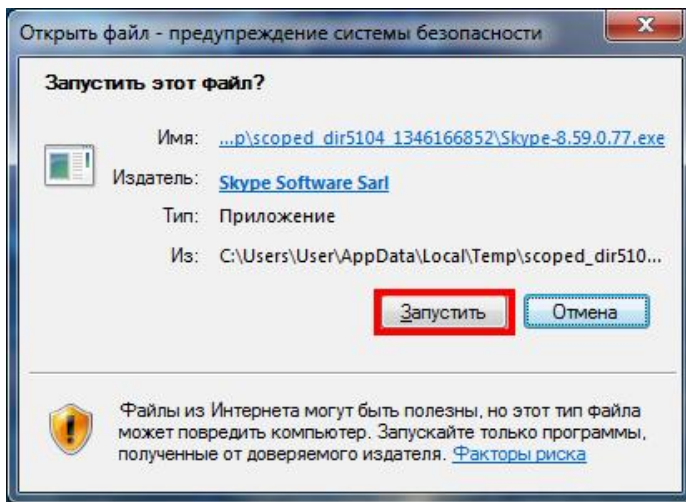 Открыть файл - предупреждение системы безопасности
Запустить этот файл?
Имя: ...p\scoped_dir5104_1346166852\Skype-8.59.0.77.exe
Издатель: Skype Software Sarl
Тип: Приложение
Из: C:\Users\User\AppData\Local\Temp\scoped_dir510...
Запустить Отмена
Файлы из Интернета могут быть полезны, но этот тип файла
может повредить компьютер. Запускайте только программы,
полученные от доверяемого издателя. Факторы риска